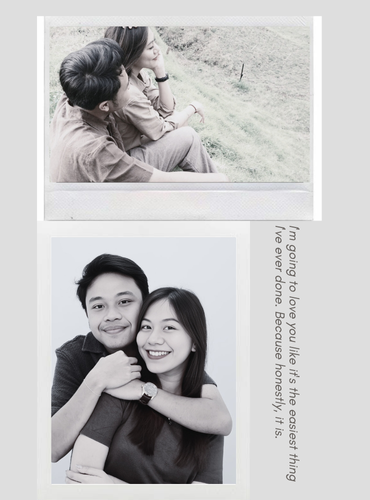 I'm going to love you like it's the easiest thing
I've ever done. Because honestly, it is.